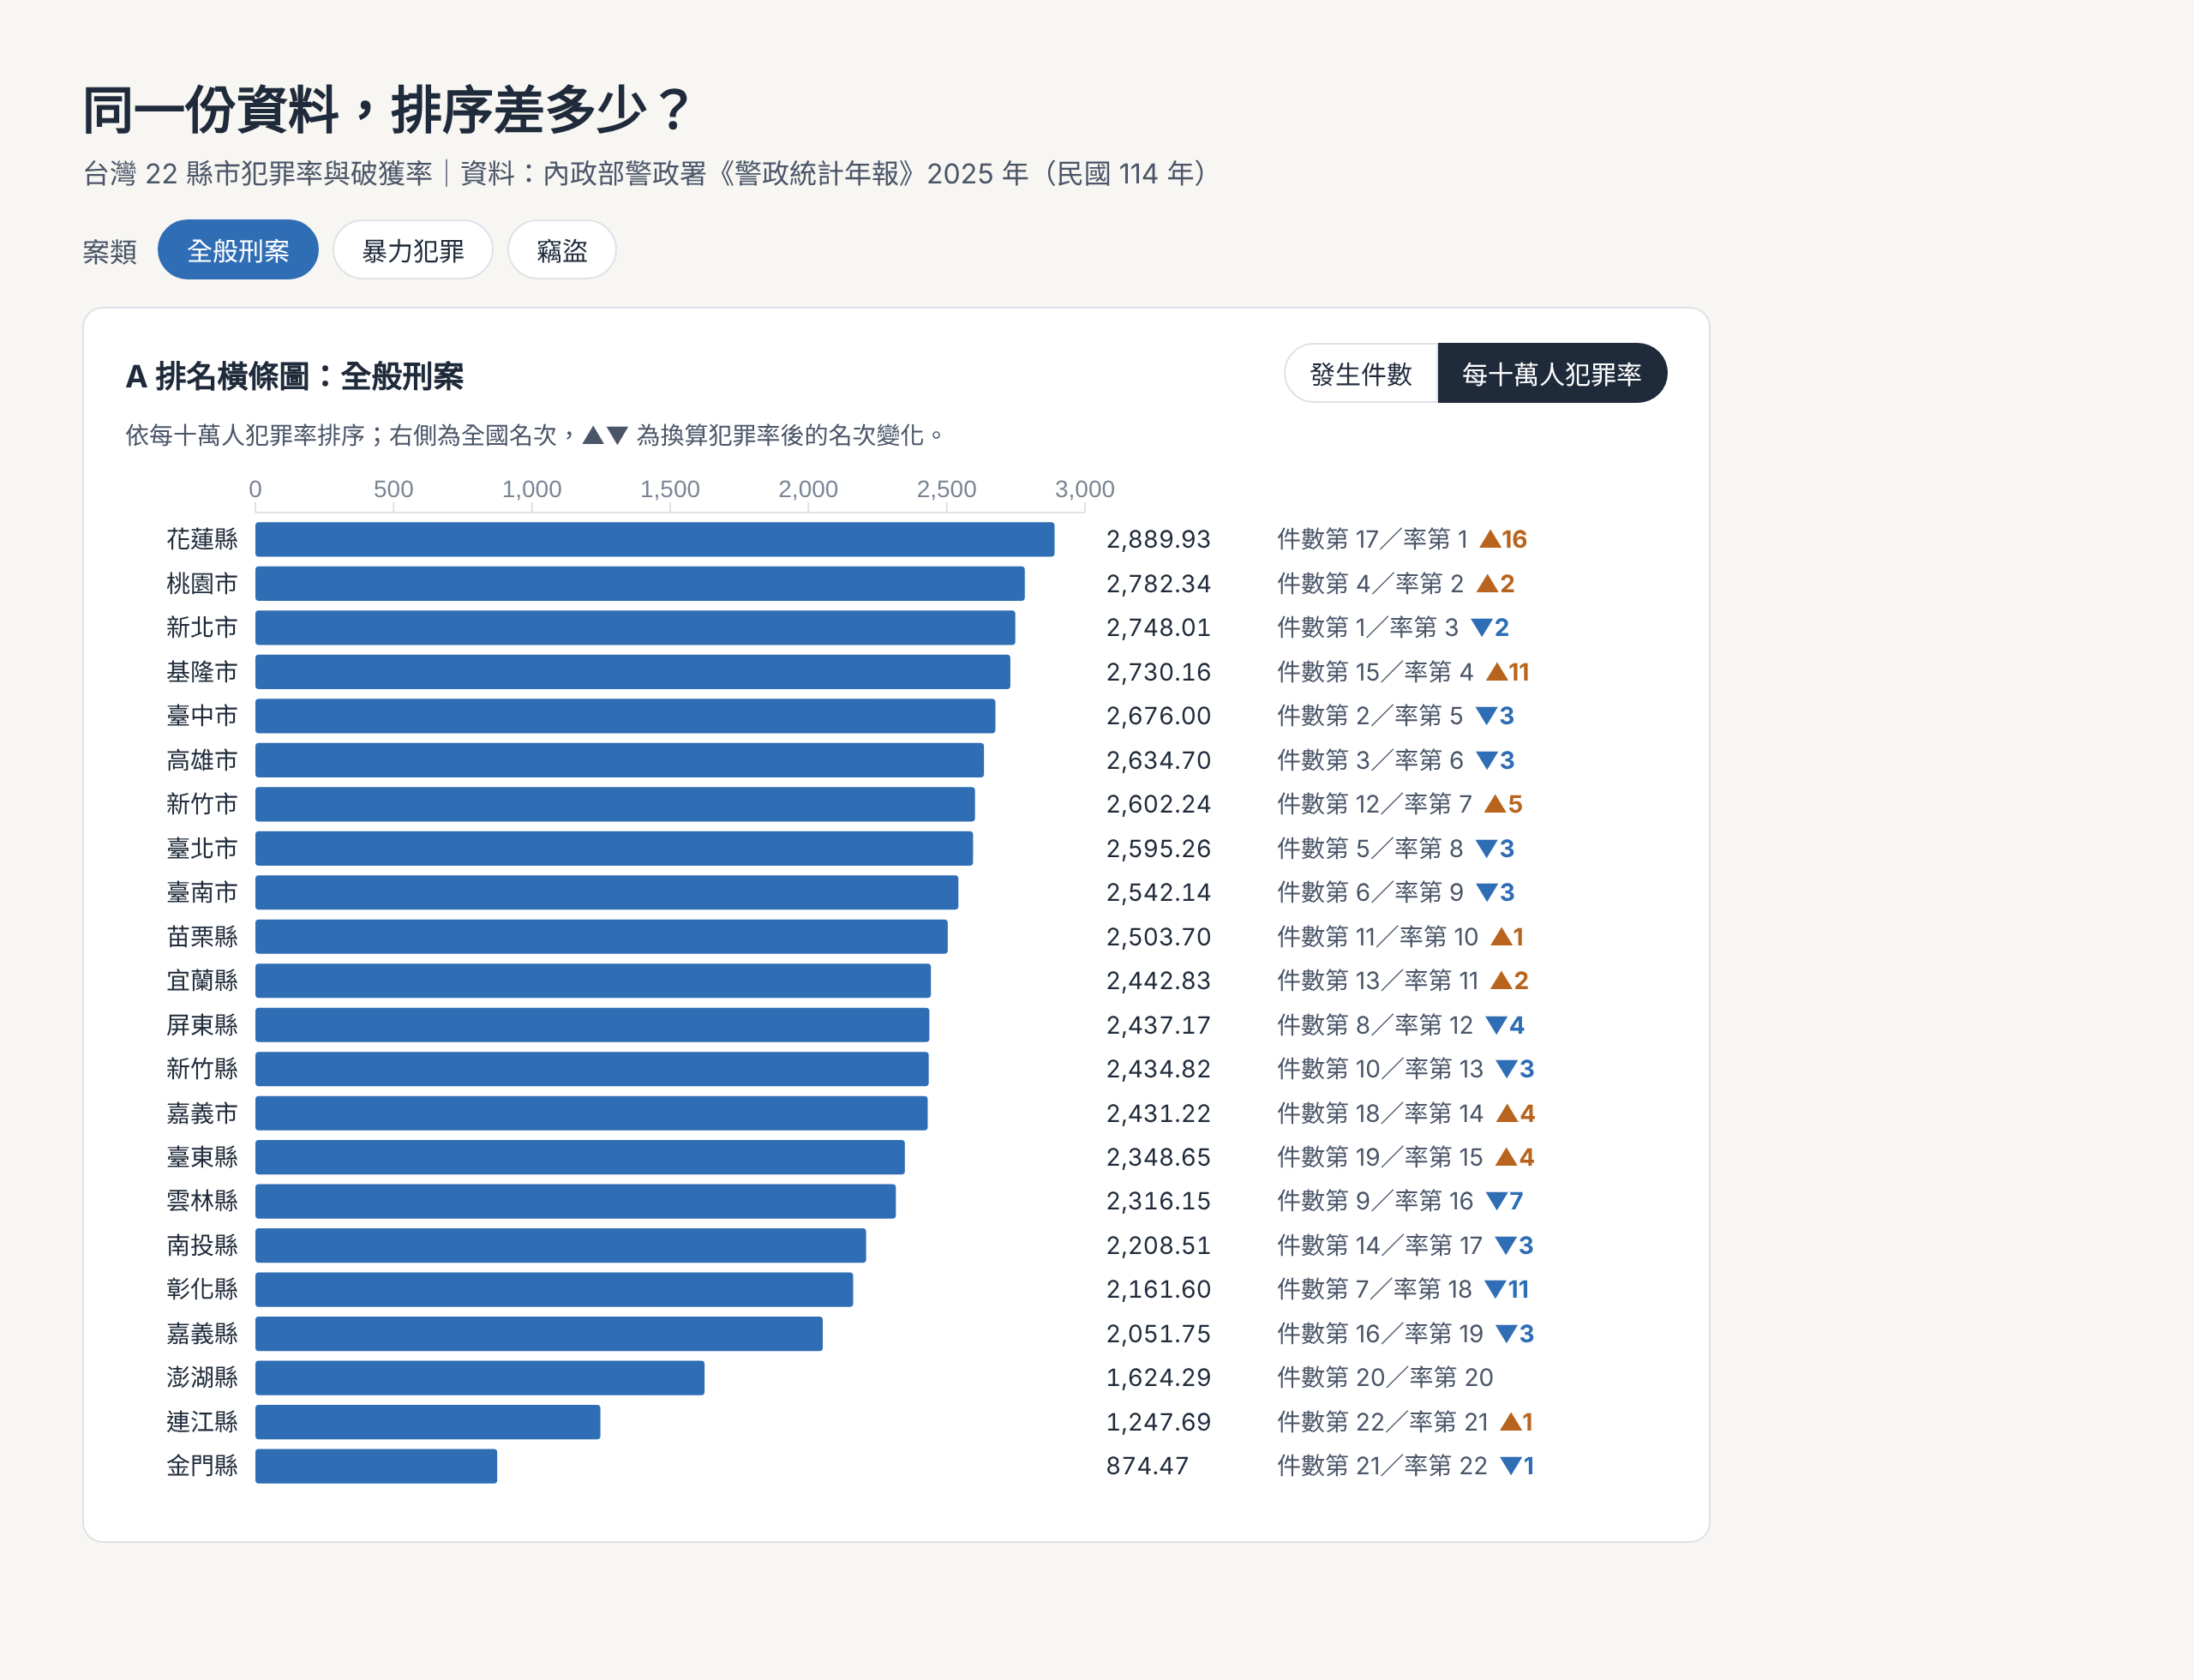 同一份資料，排序差多少？
台灣 22 縣市犯罪率與破獲率｜資料：內政部警政署《警政統計年報》2025 年（民國 114 年）
案類 全般刑案 暴力犯罪 竊盜
A 排名橫條圖：全般刑案
發生件數 每十萬人犯罪率
依每十萬人犯罪率排序；右側為全國名次，▲▼ 為換算犯罪率後的名次變化。
0 500 1,000 1,500 2,000 2,500 3,000
花蓮縣 2,889.93 件數第 17／率第 1 ▲16
桃園市 2,782.34 件數第 4／率第 2 ▲2
新北市 2,748.01 件數第 1／率第 3 ▼2
基隆市 2,730.16 件數第 15／率第 4 ▲11
臺中市 2,676.00 件數第 2／率第 5 ▼3
高雄市 2,634.70 件數第 3／率第 6 ▼3
新竹市 2,602.24 件數第 12／率第 7 ▲5
臺北市 2,595.26 件數第 5／率第 8 ▼3
臺南市 2,542.14 件數第 6／率第 9 ▼3
苗栗縣 2,503.70 件數第 11／率第 10 ▲1
宜蘭縣 2,442.83 件數第 13／率第 11 ▲2
屏東縣 2,437.17 件數第 8／率第 12 ▼4
新竹縣 2,434.82 件數第 10／率第 13 ▼3
嘉義市 2,431.22 件數第 18／率第 14 ▲4
臺東縣 2,348.65 件數第 19／率第 15 ▲4
雲林縣 2,316.15 件數第 9／率第 16 ▼7
南投縣 2,208.51 件數第 14／率第 17 ▼3
彰化縣 2,161.60 件數第 7／率第 18 ▼11
嘉義縣 2,051.75 件數第 16／率第 19 ▼3
澎湖縣 1,624.29 件數第 20／率第 20
連江縣 1,247.69 件數第 22／率第 21 ▲1
金門縣 874.47 件數第 21／率第 22 ▼1